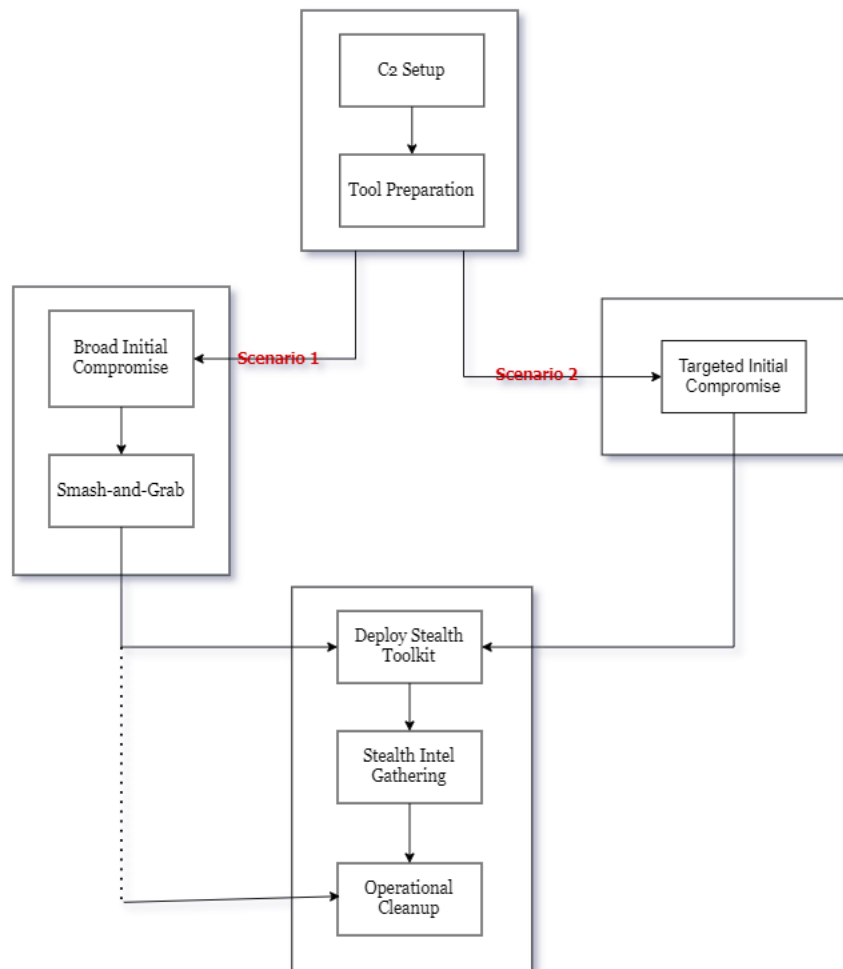 C2 Setup
Tool Preparation
Broad Initial
Compromise
Scenario 1
Scenario 2
Targeted Initial
Compromise
Smash-and-Grab
Deploy Stealth
Toolkit
Stealth Intel
Gathering
Operational
Cleanup